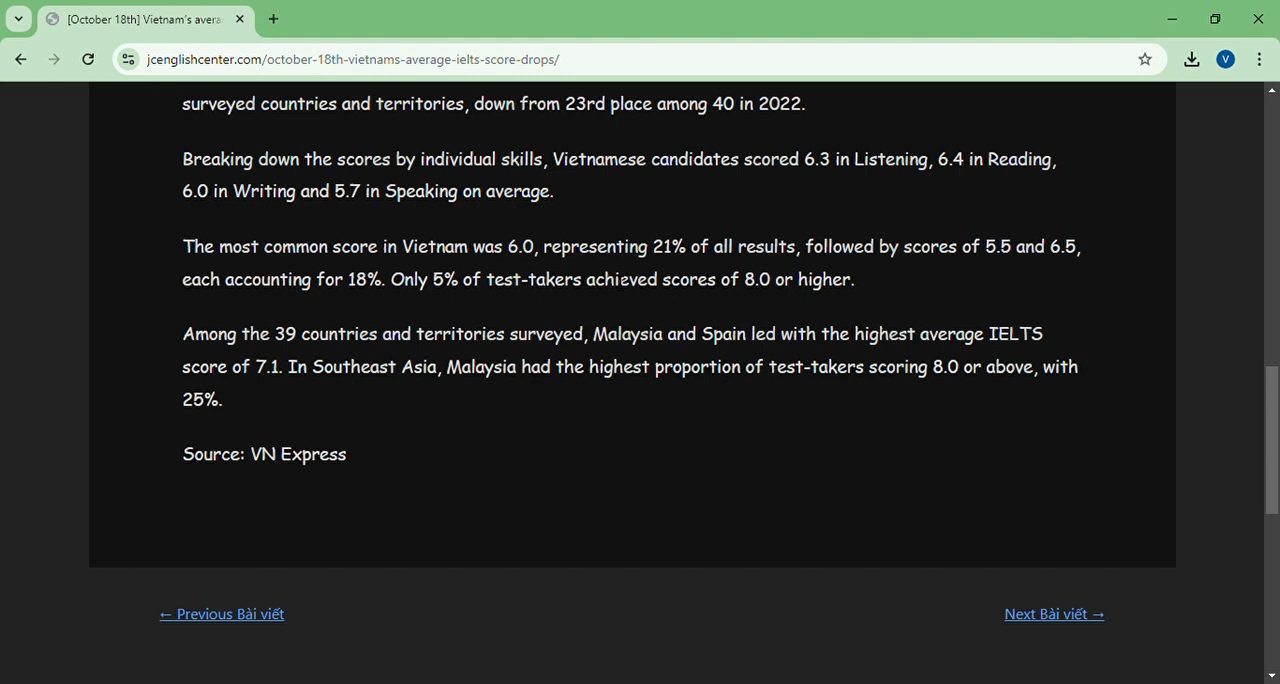 [October 18th] Vietnam's avera
jcenglishcenter.com/october-18th-vietnams-average-ielts-score-drops/
V
surveyed countries and territories, down from 23rd place among 40 in 2022.
Breaking down the scores by individual skills, Vietnamese candidates scored 6.3 in Listening, 6.4 in Reading,
6.0 in Writing and 5.7 in Speaking on average.
The most common score in Vietnam was 6.0, representing 21% of all results, followed by scores of 5.5 and 6.5,
each accounting for 18%. Only 5% of test-takers achieved scores of 8.0 or higher.
Among the 39 countries and territories surveyed, Malaysia and Spain led with the highest average IELTS
score of 7.1. In Southeast Asia, Malaysia had the highest proportion of test-takers scoring 8.0 or above, with
25%.
Source: VN Express
← Previous Bài viết
Next Bài viết →